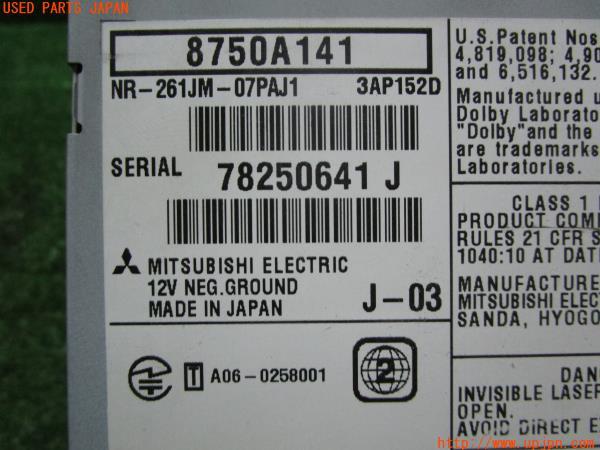 USED PARTS JAPAN
8750A141
NR-261JM-07PAJ1 3AP152D
SERIAL
78250641 J
MITSUBISHI ELECTRIC
12V NEG.GROUND
MADE IN JAPAN J-03
T A06-0258001
2
U.S.Patent Nos
4,819,098; 4,90
and 6,516,132.
Manufactured u
Dolby Laborato
"Dolby"and the
are trademarks
Laboratories.
CLASS 1
PRODUCT COM
RULES 21 CFR S
1040:10 AT DAT
MANUFACTURE
MITSUBISHI ELEC
SANDA, HYOGO
DAN
INVISIBLE LASE
OPEN.
AVOID DIRECT E
http://www.upjpn.com